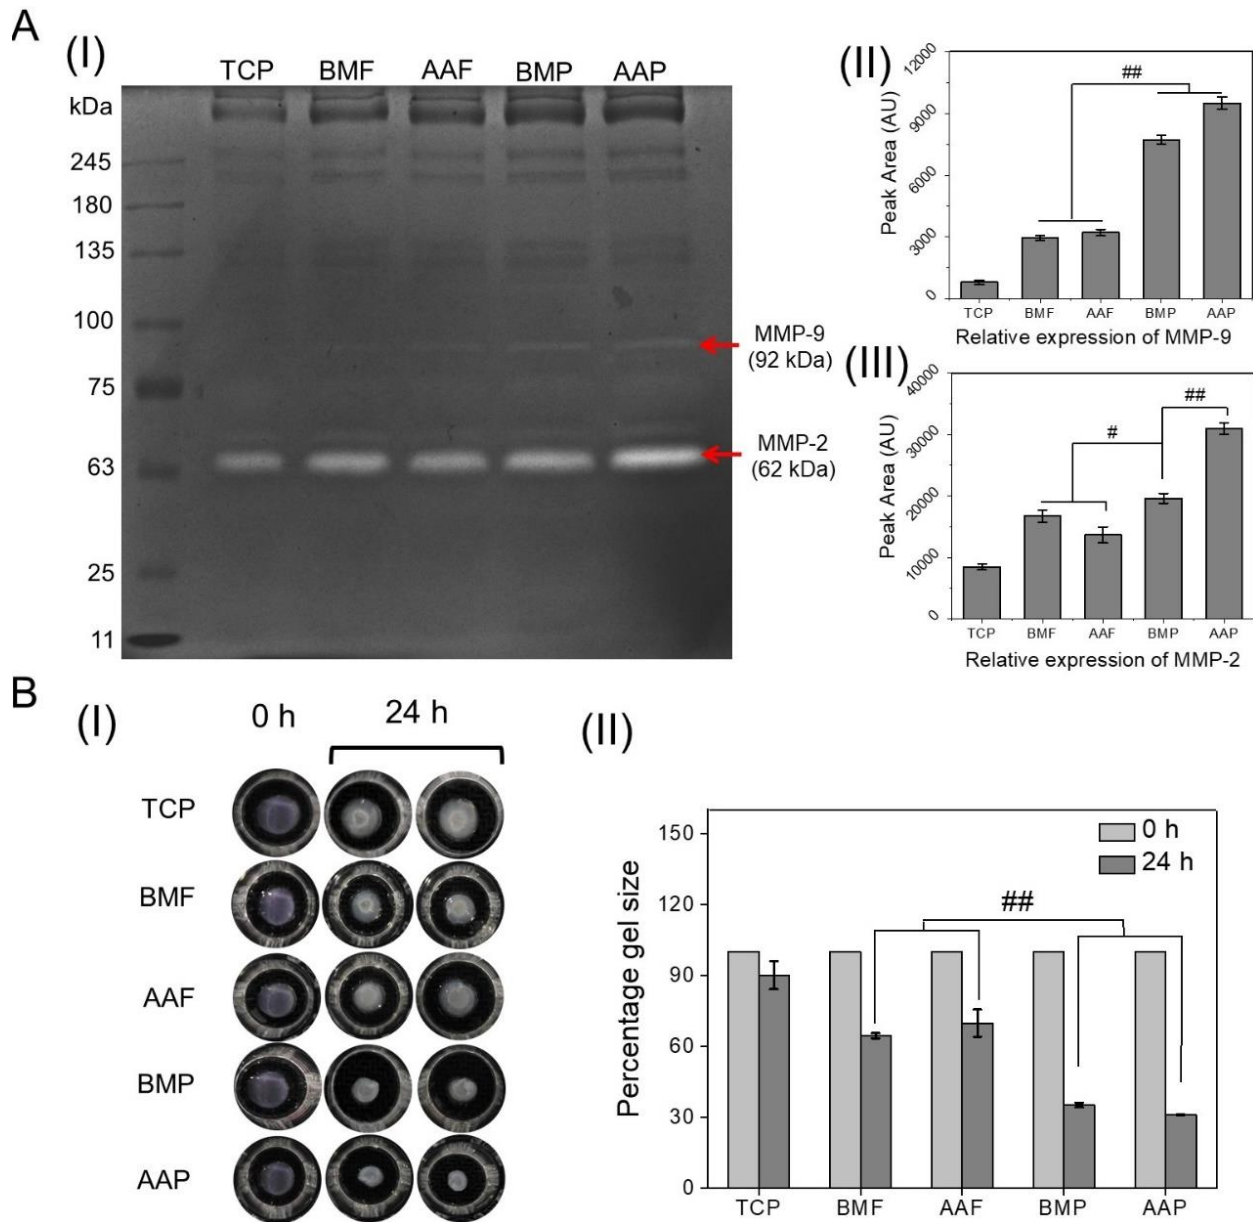 A
(I)
TCP BMF AAF BMP AAP
kDa
245
180
135
100
75
63
25
11
MMP-9
(92 kDa)
MMP-2
(62 kDa)
(II)
Peak Area (AU)
12000
9000
6000
3000
0
##
TCP BMF AAF BMP AAP
Relative expression of MMP-9
(III)
Peak Area (AU)
40000
30000
20000
10000
0
#
##
TCP BMF AAF BMP AAP
Relative expression of MMP-2
B
(I)
0 h 24 h
TCP
BMF
AAF
BMP
AAP
(II)
Percentage gel size
150
120
90
60
30
0
0 h
24 h
##
TCP BMF AAF BMP AAP